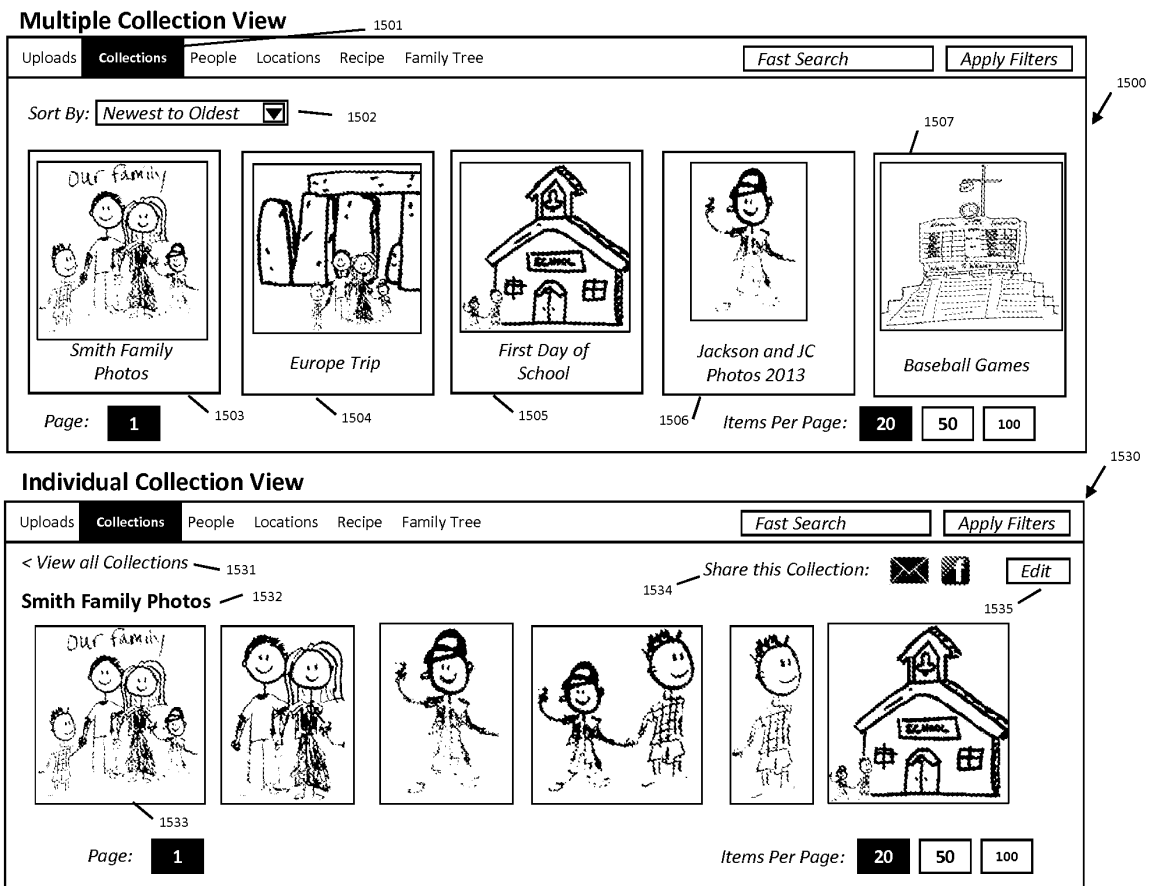 Multiple Collection View
1501
Uploads Collections People Locations Recipe Family Tree Fast Search Apply Filters
1500
Sort By: Newest to Oldest 1502
1507
our family
SCHOOL
Smith Family
Photos
Europe Trip
First Day of
School
Jackson and JC
Photos 2013
Baseball Games
1503 1504 1505 1506
Page: 1 Items Per Page: 20 50 100
1530
Individual Collection View
Uploads Collections People Locations Recipe Family Tree Fast Search Apply Filters
< View all Collections 1531 1534 Share this Collection: f Edit
Smith Family Photos 1532 1535
our family
SCHOOL
1533
Page: 1 Items Per Page: 20 50 100